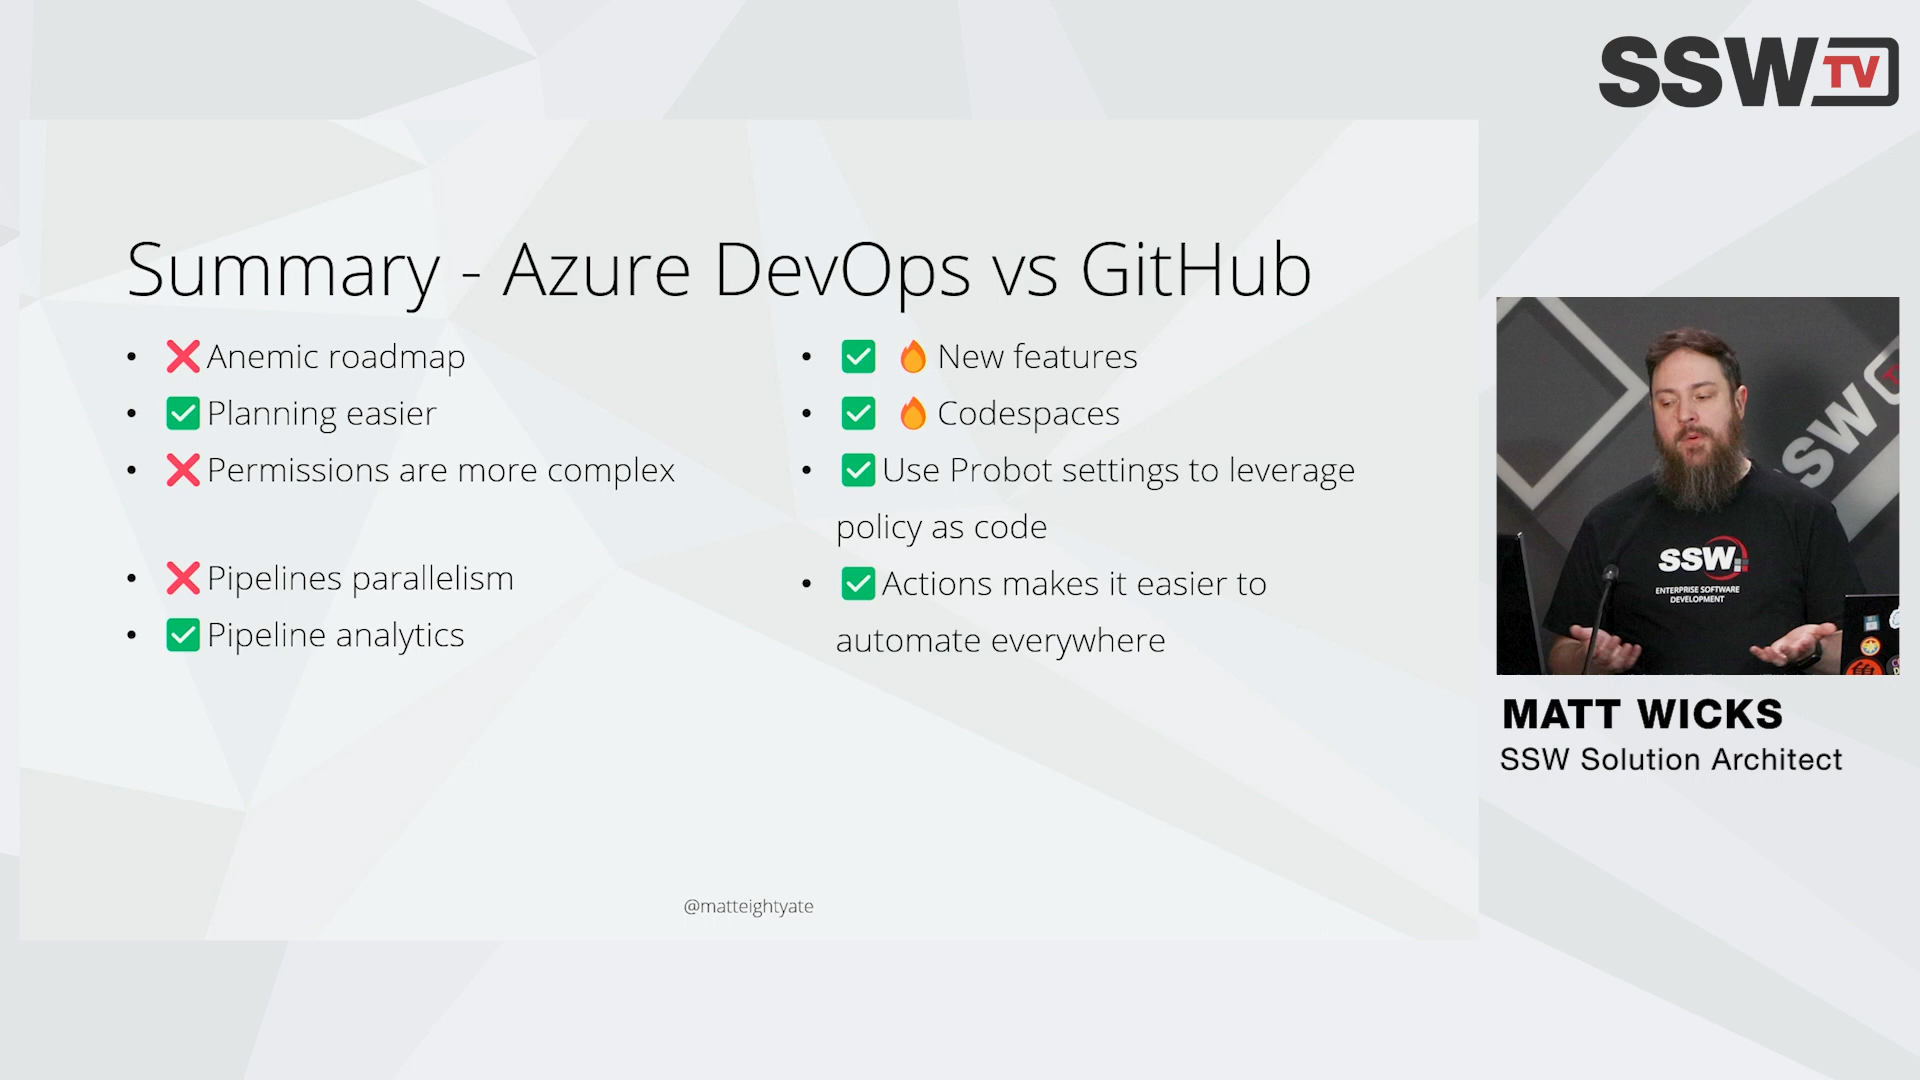 SSW TV
Summary - Azure DevOps vs GitHub
• ❌ Anemic roadmap
• ✅ Planning easier
• ❌ Permissions are more complex
• ❌ Pipelines parallelism
• ✅ Pipeline analytics
• ✅ 🔥 New features
• ✅ 🔥 Codespaces
• ✅ Use Probot settings to leverage
policy as code
• ✅ Actions makes it easier to
automate everywhere
@matteightyate
SSW TV
SSW
ENTERPRISE SOFTWARE
DEVELOPMENT
MATT WICKS
SSW Solution Architect